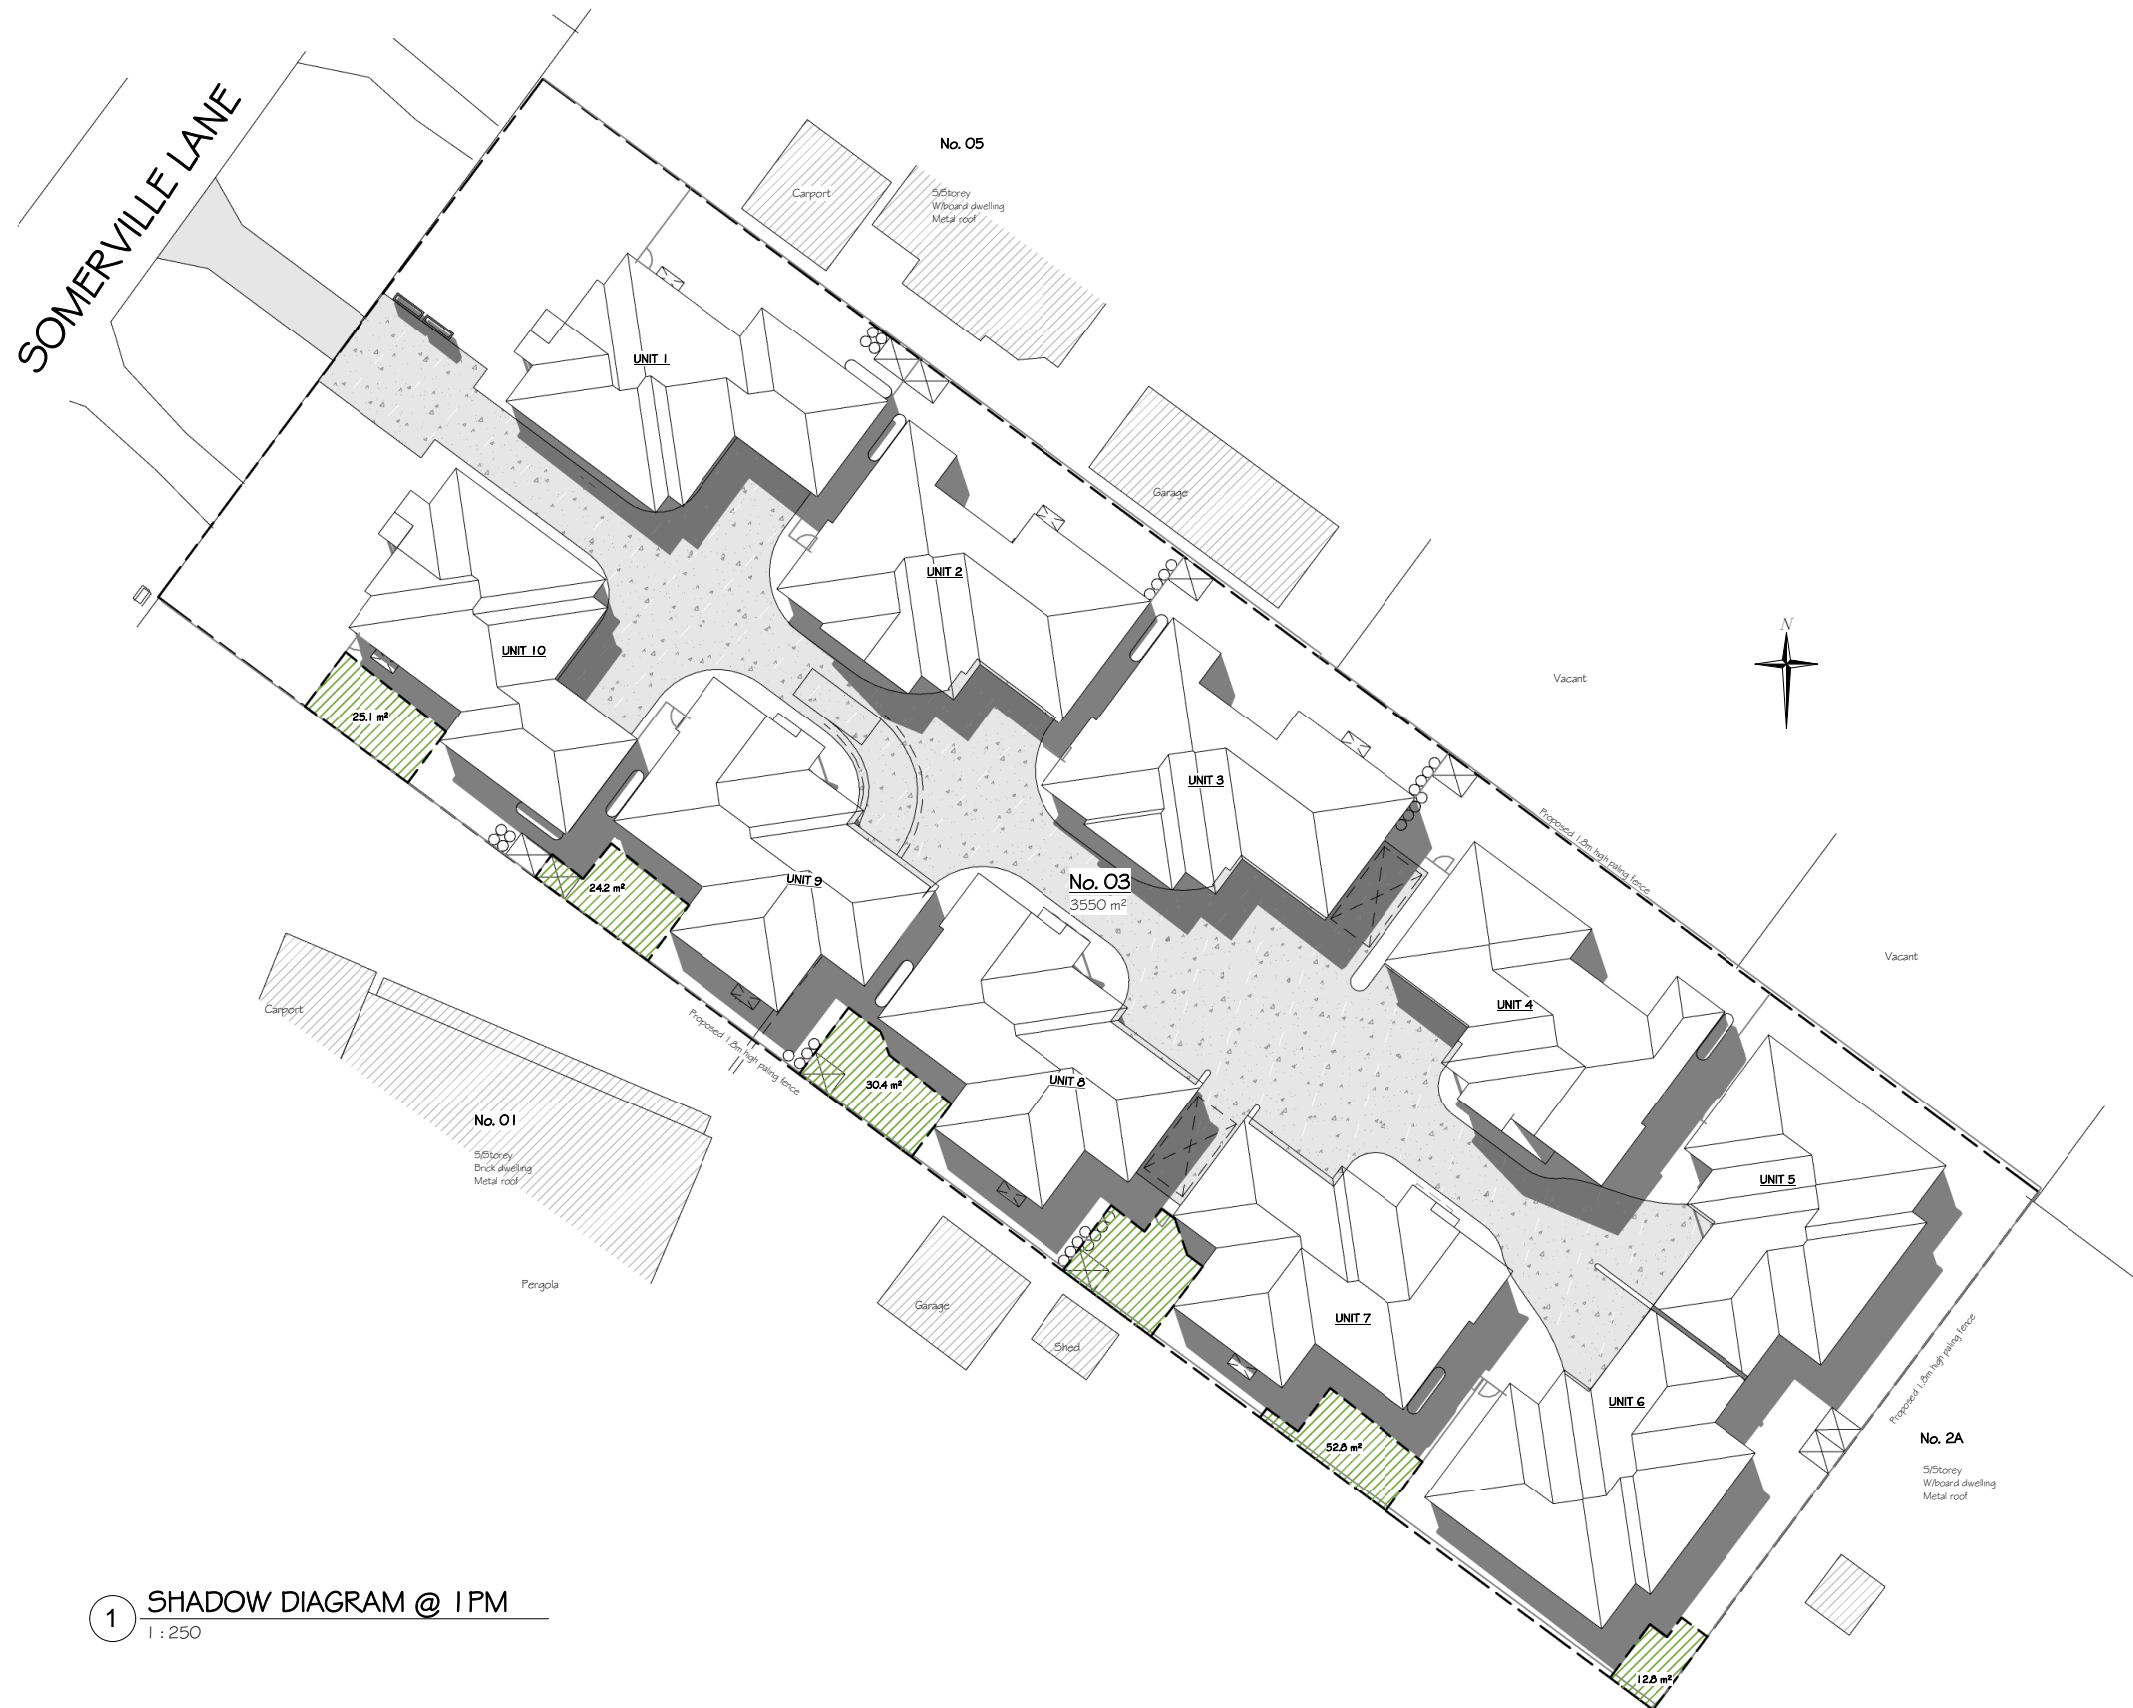 SOMERVILLE LANE
No. 05
Carport
S/Storey
W/board dwelling
Metal roof
UNIT 1
Garage
UNIT 2
N
UNIT 10
Vacant
25.1 m²
UNIT 3
Proposed 1.8m high paling fence
UNIT 9
24.2 m²
No. 03
3550 m²
Vacant
Carport
UNIT 4
Proposed 1.8m high paling fence
UNIT 8
30.4 m²
No. 01
S/Storey
Brick dwelling
Metal roof
UNIT 5
Pergola
Garage
UNIT 7
Shed
Proposed 1.8m high paling fence
UNIT 6
52.8 m²
No. 2A
S/Storey
W/board dwelling
Metal roof
1
SHADOW DIAGRAM @ 1PM
1 : 250
12.8 m²